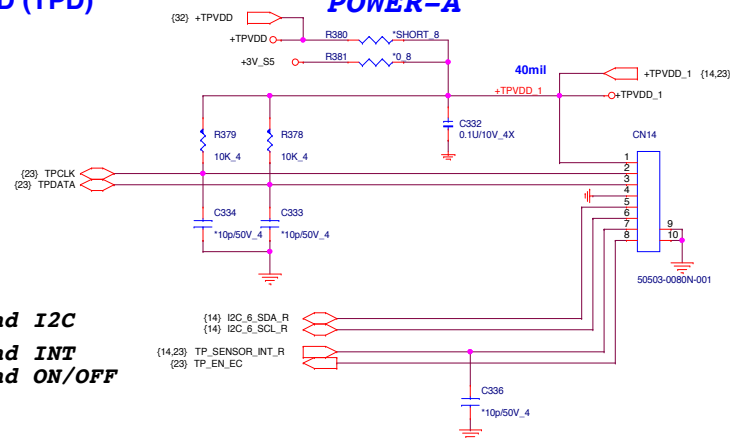 D (TPD)
POWER-A
{32} +TPVDD
+TPVDD
R380
*SHORT_8
+3V_S5
R381
*0_8
40mil
+TPVDD_1 {14,23}
+TPVDD_1
+TPVDD_1
C332
0.1U/10V_4X
CN14
R379
10K_4
R378
10K_4
{23} TPCLK
{23} TPDATA
1
2
3
4
5
6
7
8
9
10
C334
*10p/50V_4
C333
*10p/50V_4
50503-0080N-001
ad I2C
{14} I2C_6_SDA_R
{14} I2C_6_SCL_R
ad INT
{14,23} TP_SENSOR_INT_R
ad ON/OFF
{23} TP_EN_EC
C336
*10p/50V_4